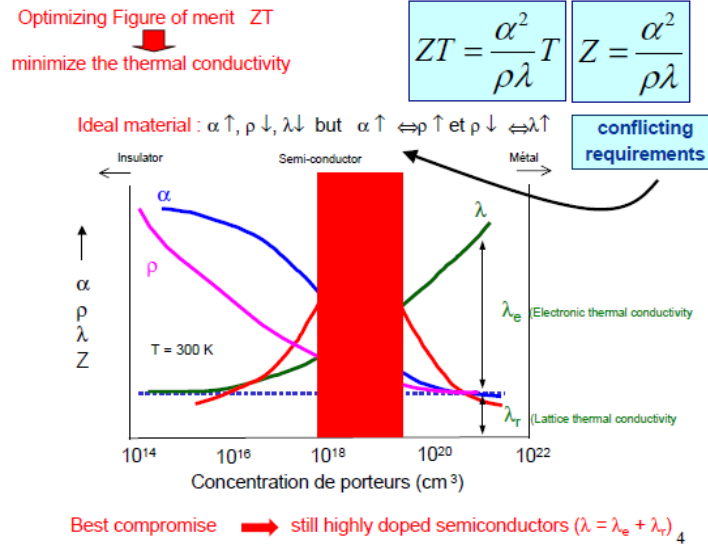 Optimizing Figure of merit ZT
minimize the thermal conductivity
ZT = α²/ρλ T
Z = α²/ρλ
Ideal material : α↑, ρ↓, λ↓ but α↑ ⇔ρ↑ et ρ↓ ⇔λ↑
conflicting
requirements
Insulator
Semi-conductor
Métal
α
λ
ρ
α
ρ
λ
Z
T = 300 K
λe (Electronic thermal conductivity
λr (Lattice thermal conductivity
10¹⁴ 10¹⁶ 10¹⁸ 10²⁰ 10²²
Concentration de porteurs (cm³)
Best compromise still highly doped semiconductors (λ = λe + λr)
4